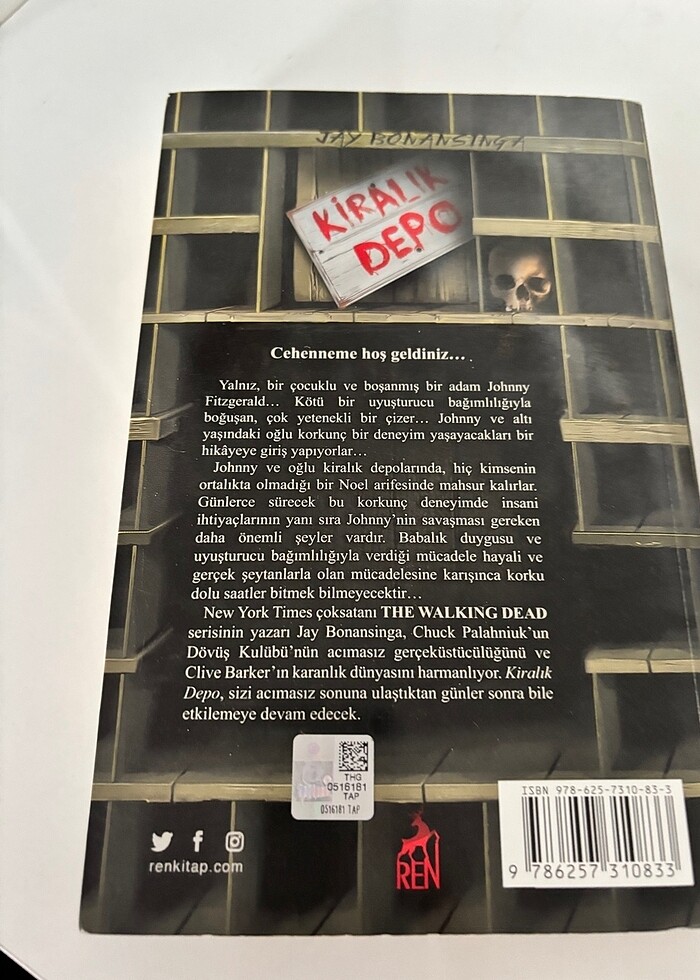 JAY BONANSINGA
KİRALIK
DEPO
Cehenneme hoş geldiniz...
Yalnız, bir çocuklu ve boşanmış bir adam Johnny
Fitzgerald... Kötü bir uyuşturucu bağımlılığıyla
boğuşan, çok yetenekli bir çizer... Johnny ve altı
yaşındaki oğlu korkunç bir deneyim yaşayacakları bir
hikâyeye giriş yapıyorlar...
Johnny ve oğlu kiralık depolarında, hiç kimsenin
ortalıkta olmadığı bir Noel arifesinde mahsur kalırlar.
Günlerce sürecek bu korkunç deneyimde insani
ihtiyaçlarının yanı sıra Johnny'nin savaşması gereken
daha önemli şeyler vardır. Babalık duygusu ve
uyuşturucu bağımlılığıyla verdiği mücadele hayali ve
gerçek şeytanlarla olan mücadelesine karışınca korku
dolu saatler bitmek bilmeyecektir...
New York Times çoksatanı THE WALKING DEAD
serisinin yazarı Jay Bonansinga, Chuck Palahniuk'un
Dövüş Kulübü'nün acımasız gerçeküstücülüğünü ve
Clive Barker'ın karanlık dünyasını harmanlıyor. Kiralık
Depo, sizi acımasız sonuna ulaştıktan günler sonra bile
etkilemeye devam edecek.
THG
0516181
TAP
0516181 TAP
ISBN 978-625-7310-83-3
9 786257 310833
renkitap.com
REN